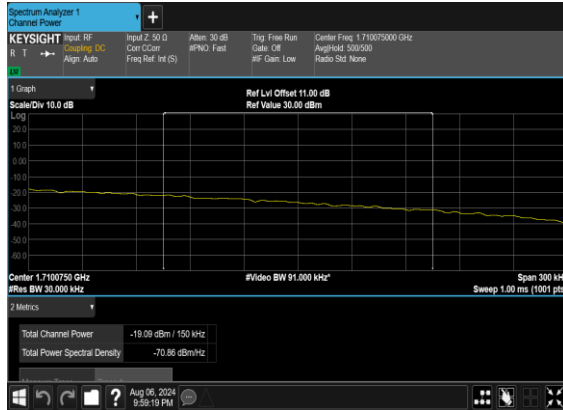 Spectrum Analyzer 1
Channel Power
KEYSIGHT
R T
LXI
Input: RF
Coupling: DC
Align: Auto
Input Z: 50 Ω
Corr CCorr
Freq Ref: Int (S)
Atten: 30 dB
#PNO: Fast
Trig: Free Run
Gate: Off
#IF Gain: Low
Center Freq: 1.710075000 GHz
Avg|Hold: 500/500
Radio Std: None
1 Graph
Scale/Div 10.0 dB
Ref Lvl Offset 11.00 dB
Ref Value 30.00 dBm
Log
20.0
10.0
0.00
-10.0
-20.0
-30.0
-40.0
-50.0
-60.0
Center 1.7100750 GHz
#Res BW 30.000 kHz
#Video BW 91.000 kHz*
Span 300 kH
Sweep 1.00 ms (1001 pts
2 Metrics
Total Channel Power -19.09 dBm / 150 kHz
Total Power Spectral Density -70.86 dBm/Hz
?
Aug 06, 2024
9:59:19 PM